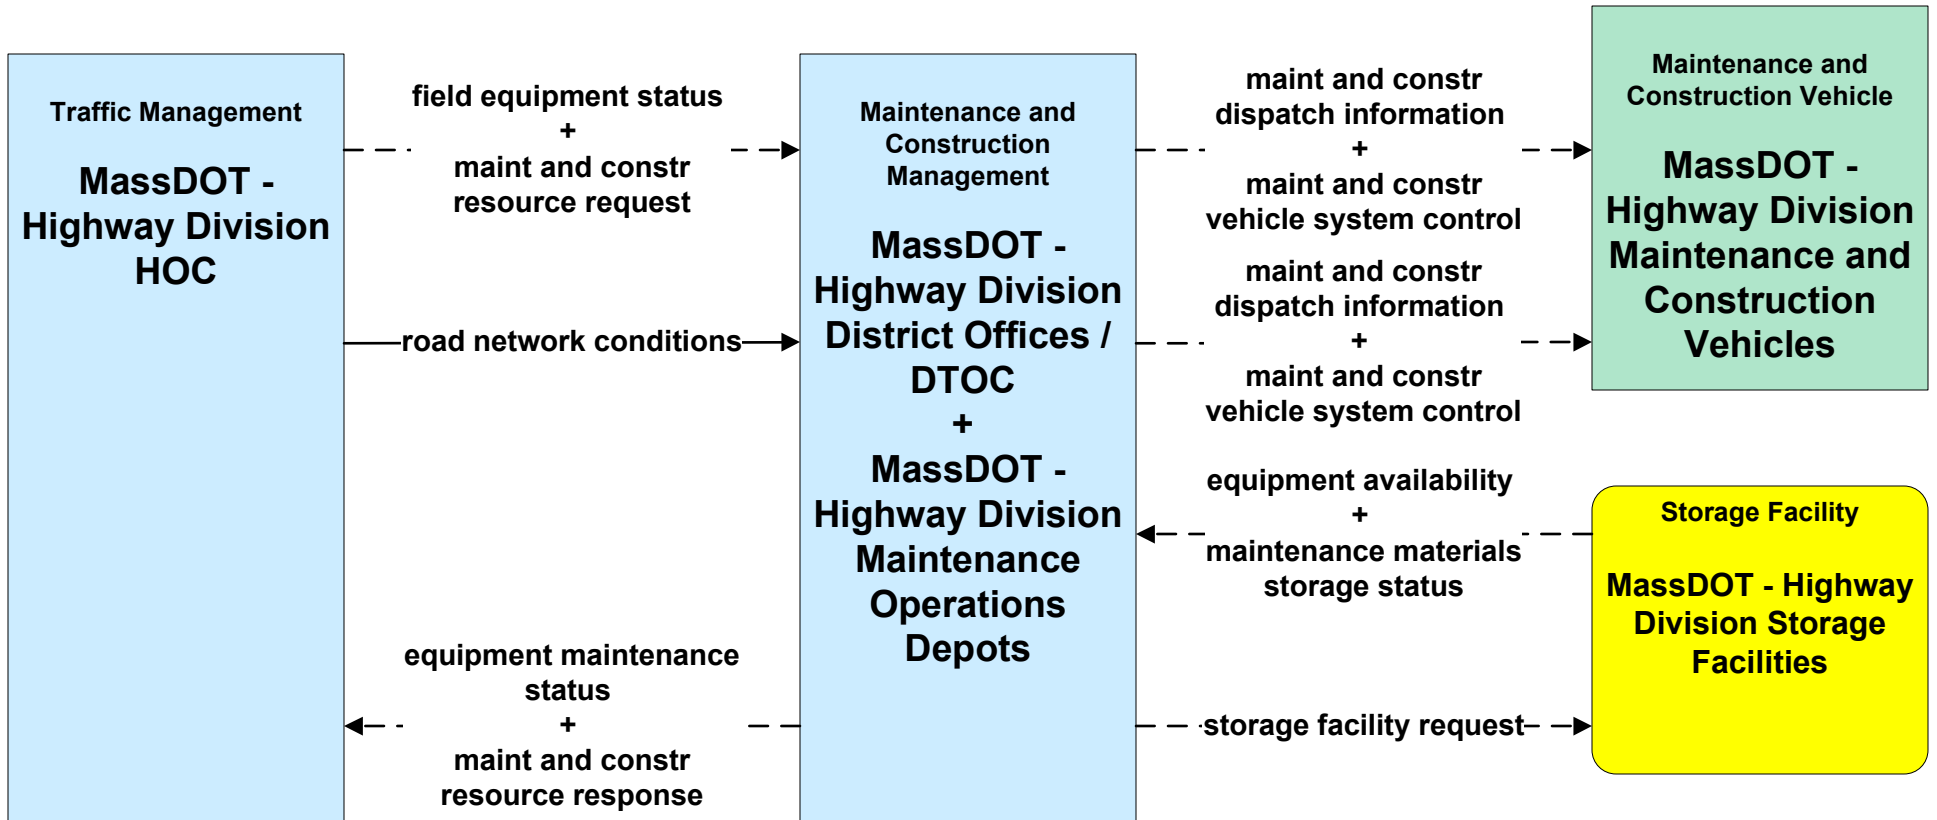 Traffic Management
MassDOT -
Highway Division
HOC
field equipment status
+
maint and constr
resource request
road network conditions
equipment maintenance
status
+
maint and constr
resource response
Maintenance and
Construction
Management
MassDOT -
Highway Division
District Offices /
DTOC
+
MassDOT -
Highway Division
Maintenance
Operations
Depots
maint and constr
dispatch information
+
maint and constr
vehicle system control
maint and constr
dispatch information
+
maint and constr
vehicle system control
equipment availability
+
maintenance materials
storage status
storage facility request
Maintenance and
Construction Vehicle
MassDOT -
Highway Division
Maintenance and
Construction
Vehicles
Storage Facility
MassDOT - Highway
Division Storage
Facilities